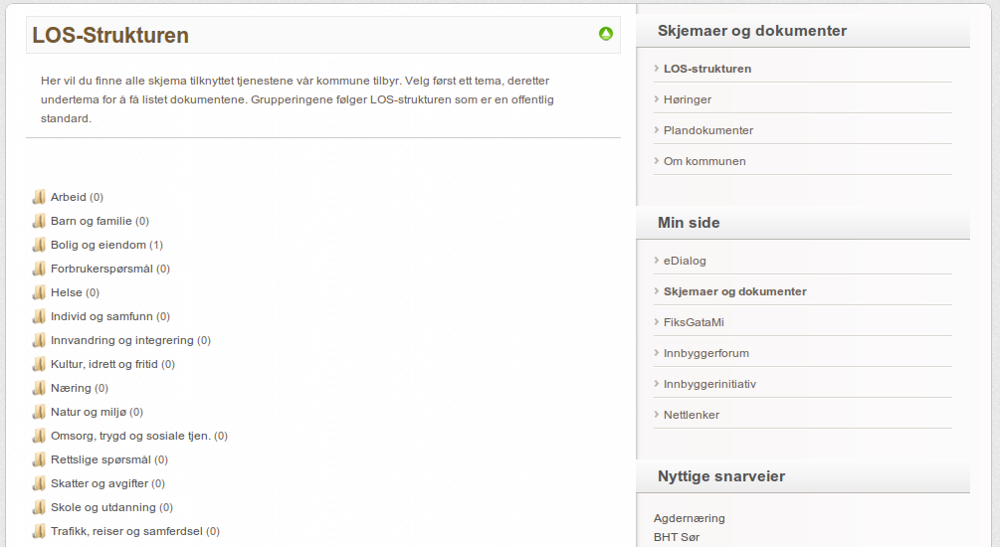 LOS-Strukturen
Her vil du finne alle skjema tilknyttet tjenestene vår kommune tilbyr. Velg først ett tema, deretter
undertema for å få listet dokumentene. Grupperingene følger LOS-strukturen som er en offentlig
standard.
Arbeid (0)
Barn og familie (0)
Bolig og eiendom (1)
Forbrukerspørsmål (0)
Helse (0)
Individ og samfunn (0)
Innvandring og integrering (0)
Kultur, idrett og fritid (0)
Næring (0)
Natur og miljø (0)
Omsorg, trygd og sosiale tjen. (0)
Rettslige spørsmål (0)
Skatter og avgifter (0)
Skole og utdanning (0)
Trafikk, reiser og samferdsel (0)
Skjemaer og dokumenter
LOS-strukturen
Høringer
Plandokumenter
Om kommunen
Min side
eDialog
Skjemaer og dokumenter
FiksGataMi
Innbyggerforum
Innbyggerinitiativ
Nettlenker
Nyttige snarveier
Agdernæring
BHT Sør